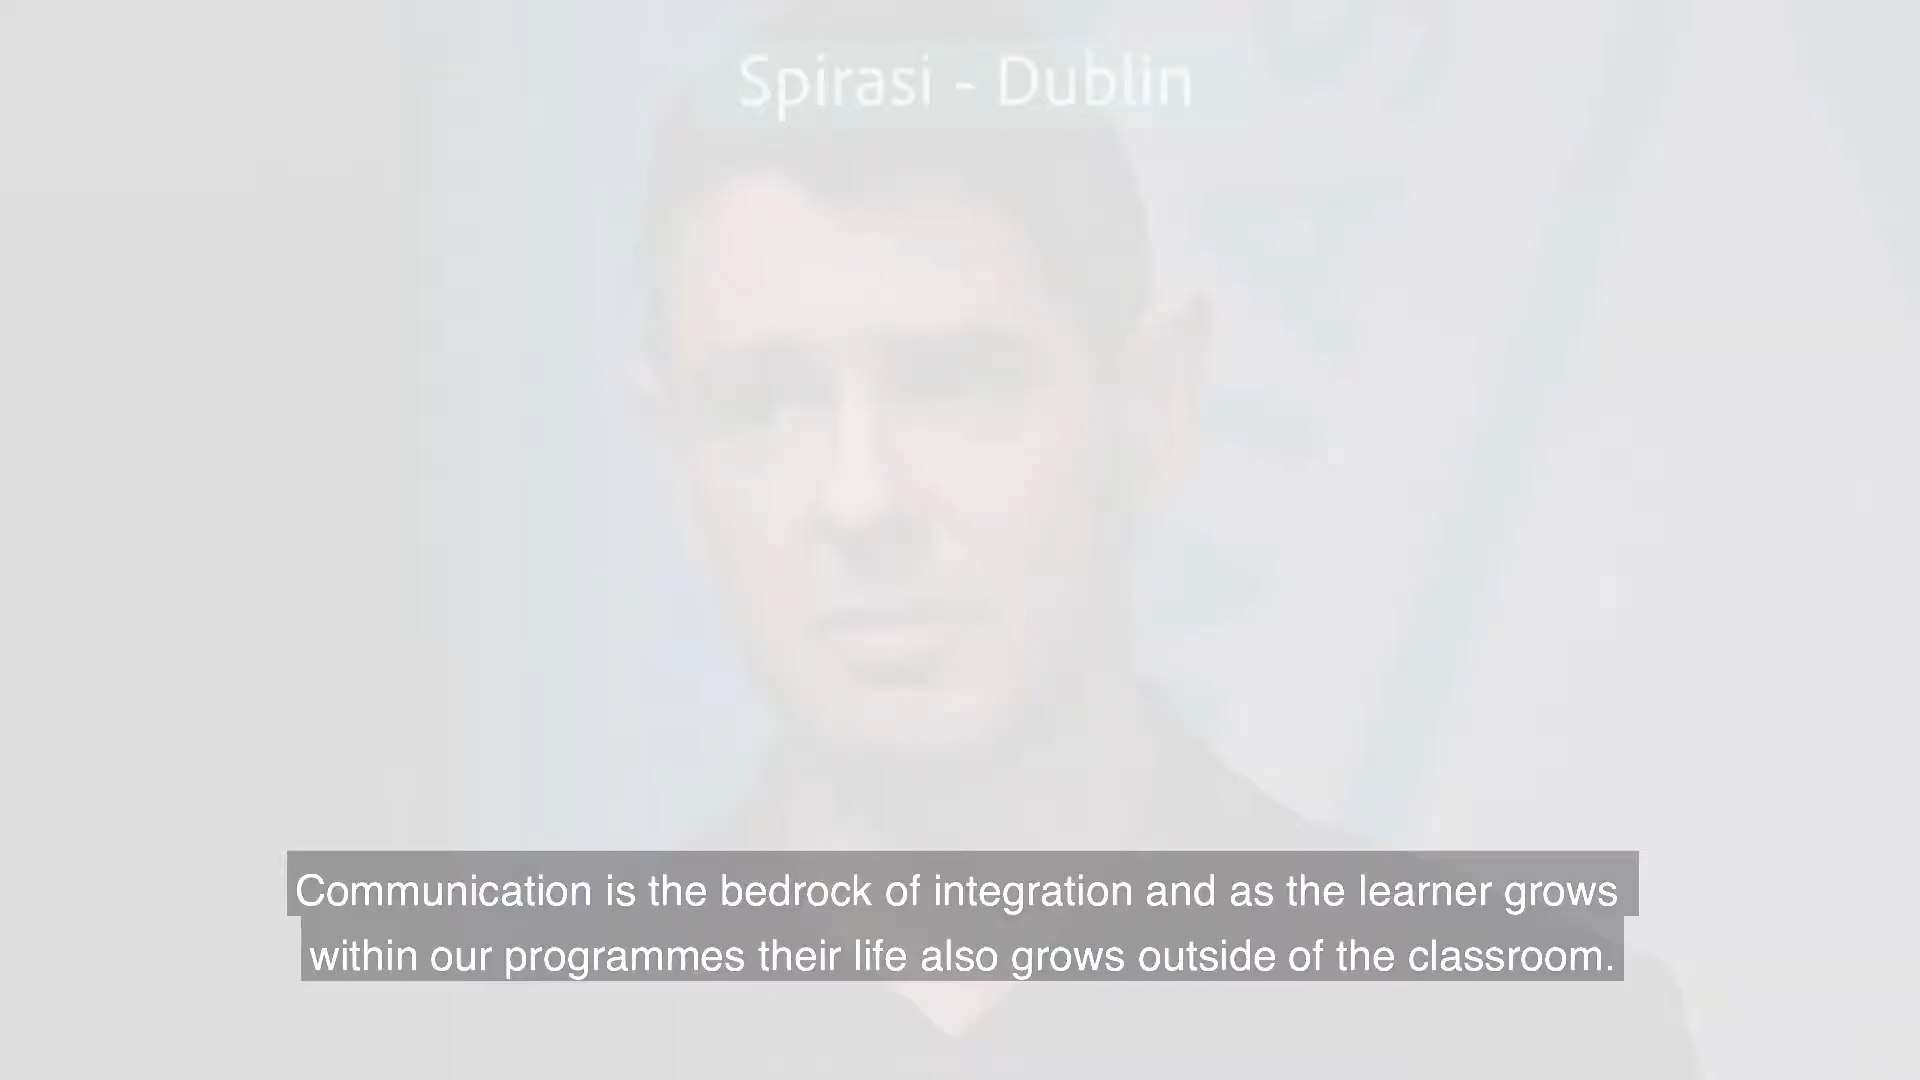 Spirasi - Dublin
Communication is the bedrock of integration and as the learner grows
within our programmes their life also grows outside of the classroom.